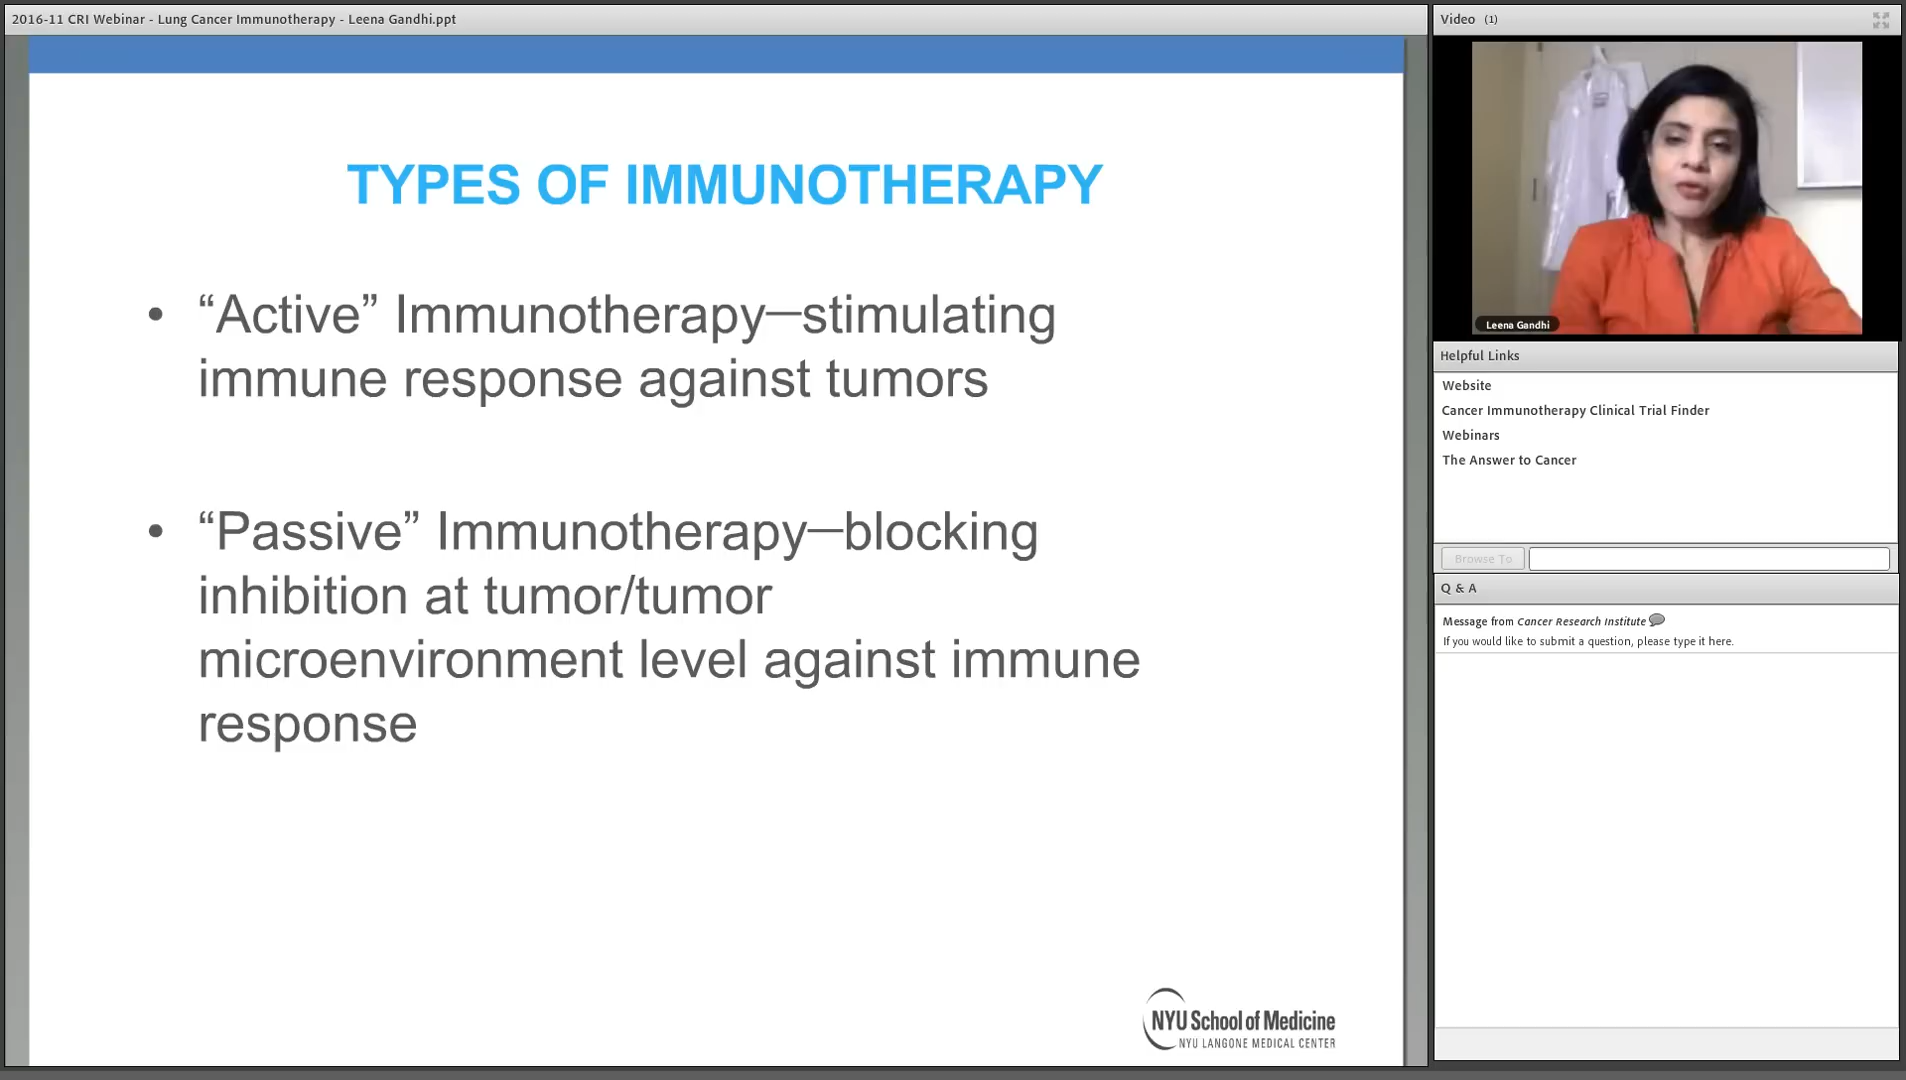 2016-11 CRI Webinar - Lung Cancer Immunotherapy - Leena Gandhi.ppt
TYPES OF IMMUNOTHERAPY
• “Active” Immunotherapy—stimulating
immune response against tumors
• “Passive” Immunotherapy—blocking
inhibition at tumor/tumor
microenvironment level against immune
response
NYU School of Medicine
NYU LANGONE MEDICAL CENTER
Video (1)
Leena Gandhi
Helpful Links
Website
Cancer Immunotherapy Clinical Trial Finder
Webinars
The Answer to Cancer
Browse To
Q & A
Message from Cancer Research Institute
If you would like to submit a question, please type it here.